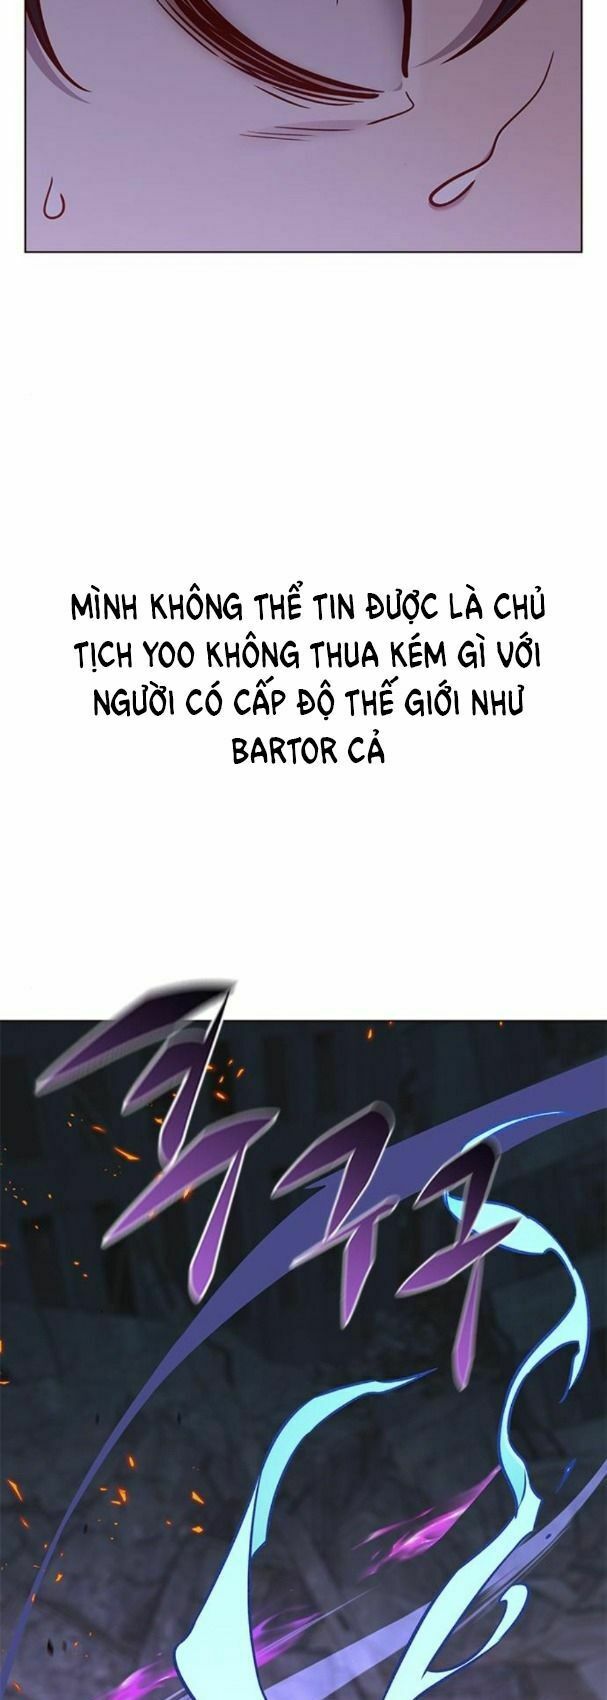 MÌNH KHÔNG THỂ TIN ĐƯỢC LÀ CHỦ
TỊCH YOO KHÔNG THUA KÉM GÌ VỚI
NGƯỜI CÓ CẤP ĐỘ THẾ GIỚI NHƯ
BARTOR CẢ